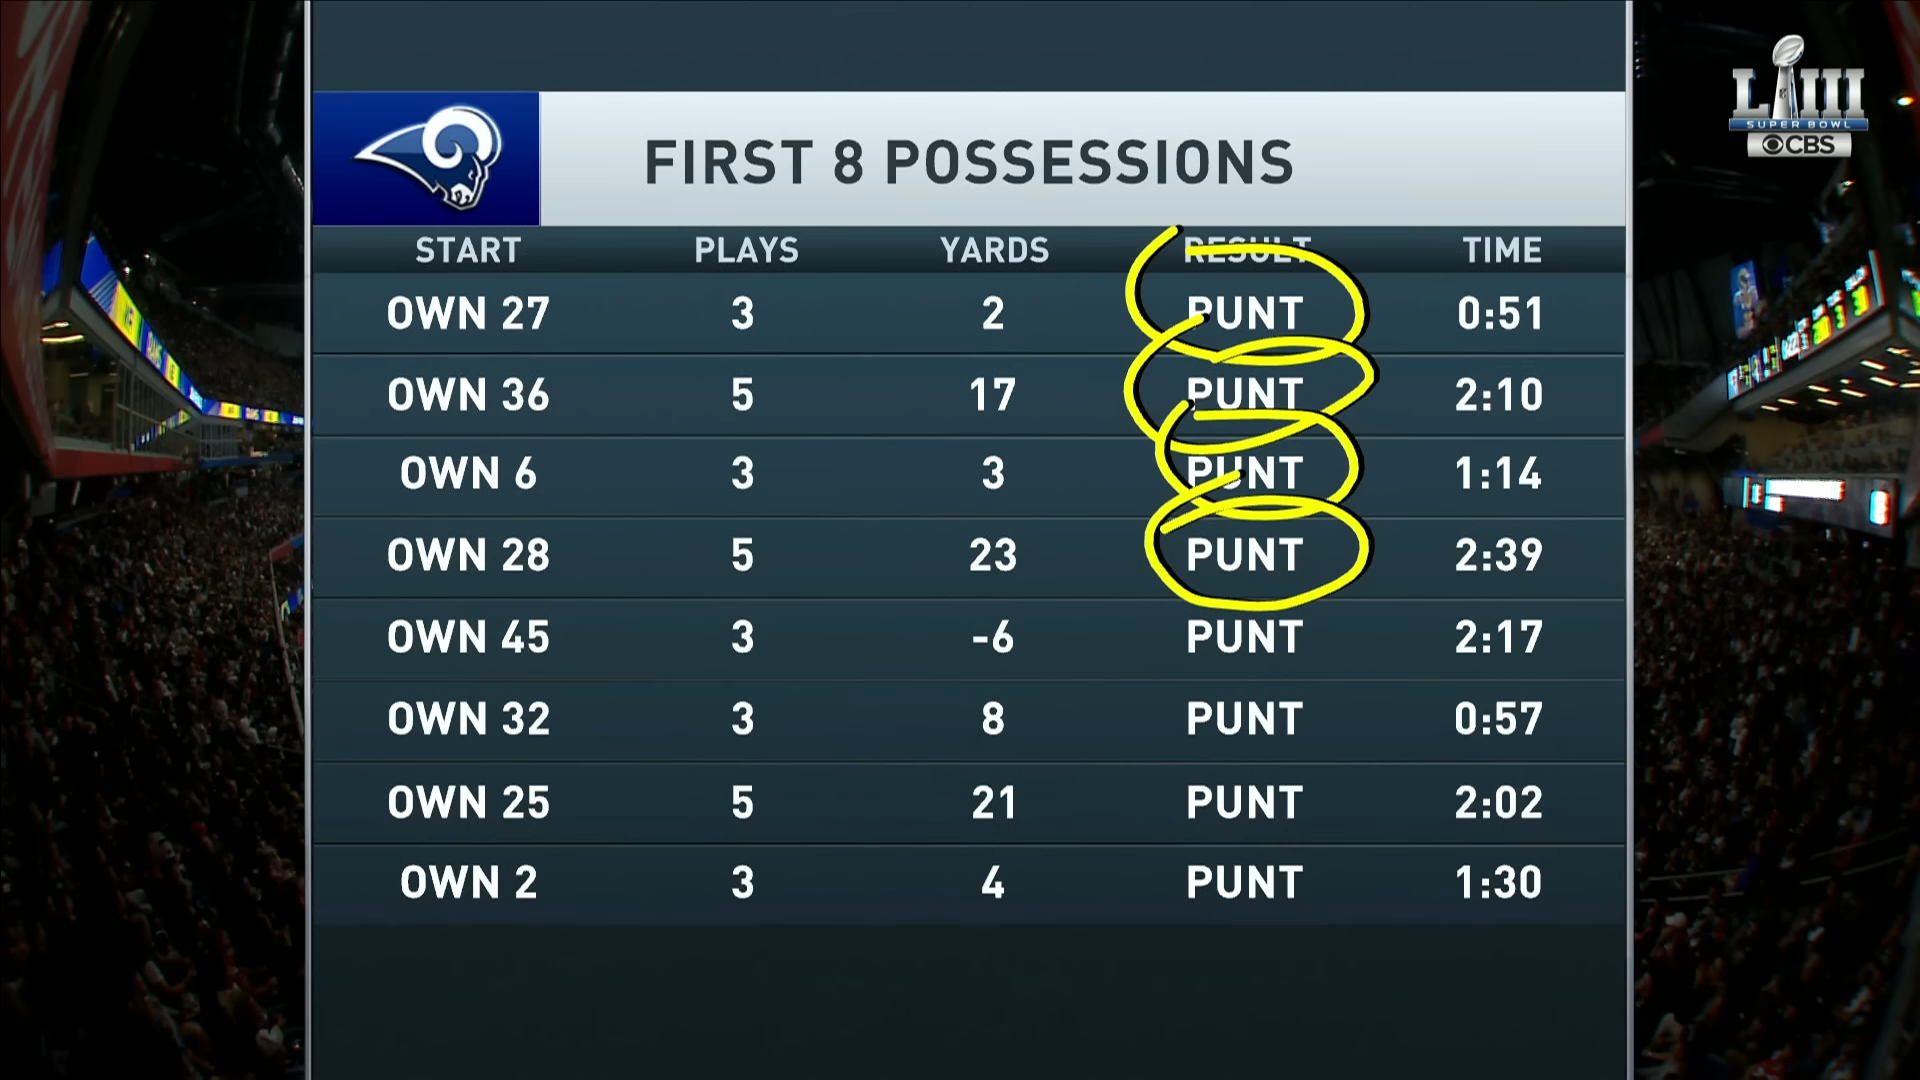 LIII
SUPER BOWL
CBS
FIRST 8 POSSESSIONS
START PLAYS YARDS RESULT TIME
OWN 27 3 2 PUNT 0:51
OWN 36 5 17 PUNT 2:10
OWN 6 3 3 PUNT 1:14
OWN 28 5 23 PUNT 2:39
OWN 45 3 -6 PUNT 2:17
OWN 32 3 8 PUNT 0:57
OWN 25 5 21 PUNT 2:02
OWN 2 3 4 PUNT 1:30